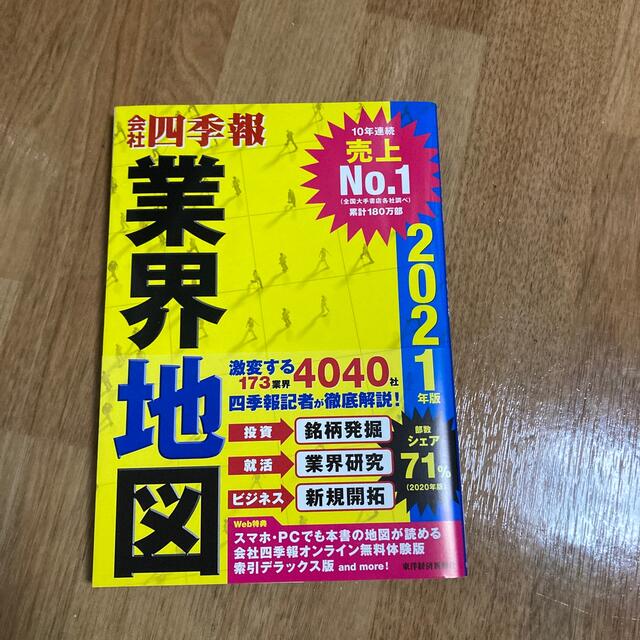 会社四季報
業界地図
2021年版
10年連続
売上
No.1
(全国大手書店各社調べ)
累計180万部
激変する
173業界4040社
四季報記者が徹底解説!
投資 銘柄発掘
就活 業界研究
ビジネス 新規開拓
部数
シェア
71%
(2020年版)
Web特典
スマホ・PCでも本書の地図が読める
会社四季報オンライン無料体験版
索引デラックス版 and more!
東洋経済新報社